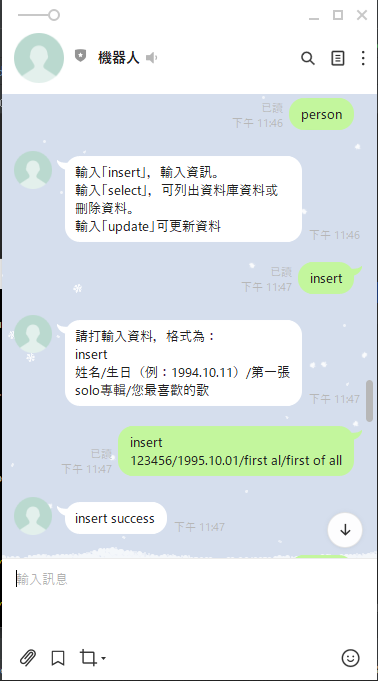 機器人
已讀
下午 11:46
person
輸入｢insert｣，輸入資訊。
輸入｢select｣，可列出資料庫資料或
刪除資料。
輸入｢update｣可更新資料
下午 11:46
已讀
下午 11:47
insert
請打輸入資料，格式為：
insert
姓名/生日（例：1994.10.11）/第一張
solo專輯/您最喜歡的歌
下午 11:47
已讀
下午 11:47
insert
123456/1995.10.01/first al/first of all
insert success
下午 11:47
輸入訊息